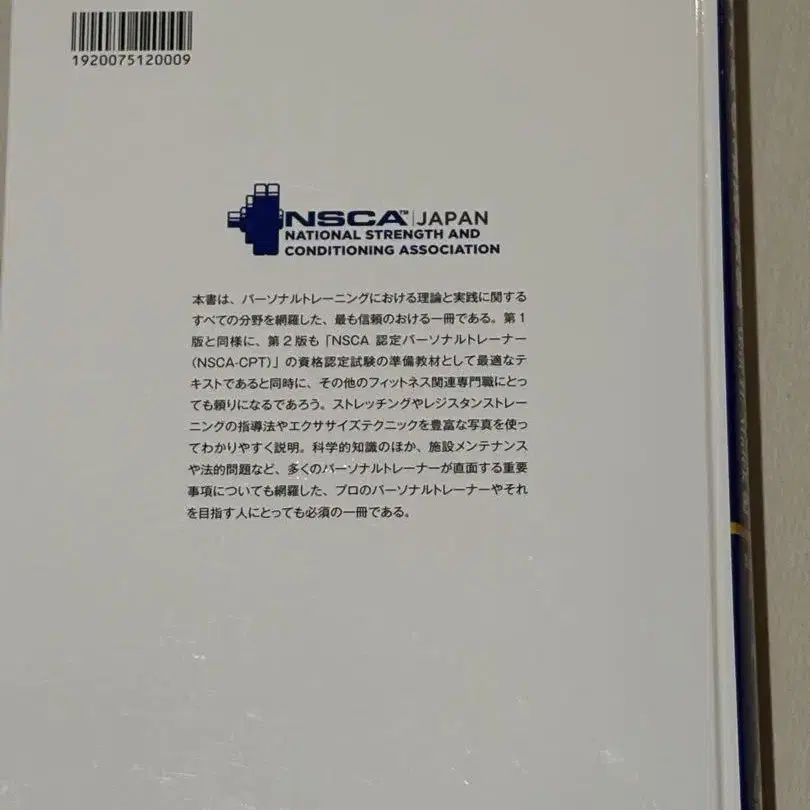 1920075120009
NSCA™ JAPAN
NATIONAL STRENGTH AND
CONDITIONING ASSOCIATION
本書は、パーソナルトレーニングにおける理論と実践に関する
すべての分野を網羅した、最も信頼のおける一冊である。第1
版と同様に、第2版も「NSCA 認定パーソナルトレーナー
(NSCA-CPT)」の資格認定試験の準備教材として最適なテ
キストであると同時に、その他のフィットネス関連専門職にとっ
ても頼りになるであろう。ストレッチングやレジスタンストレー
ニングの指導法やエクササイズテクニックを豊富な写真を使っ
てわかりやすく説明。科学的知識のほか、施設メンテナンス
や法的問題など、多くのパーソナルトレーナーが直面する重要
事項についても網羅した、プロのパーソナルトレーナーやそれ
を目指す人にとっても必須の一冊である。